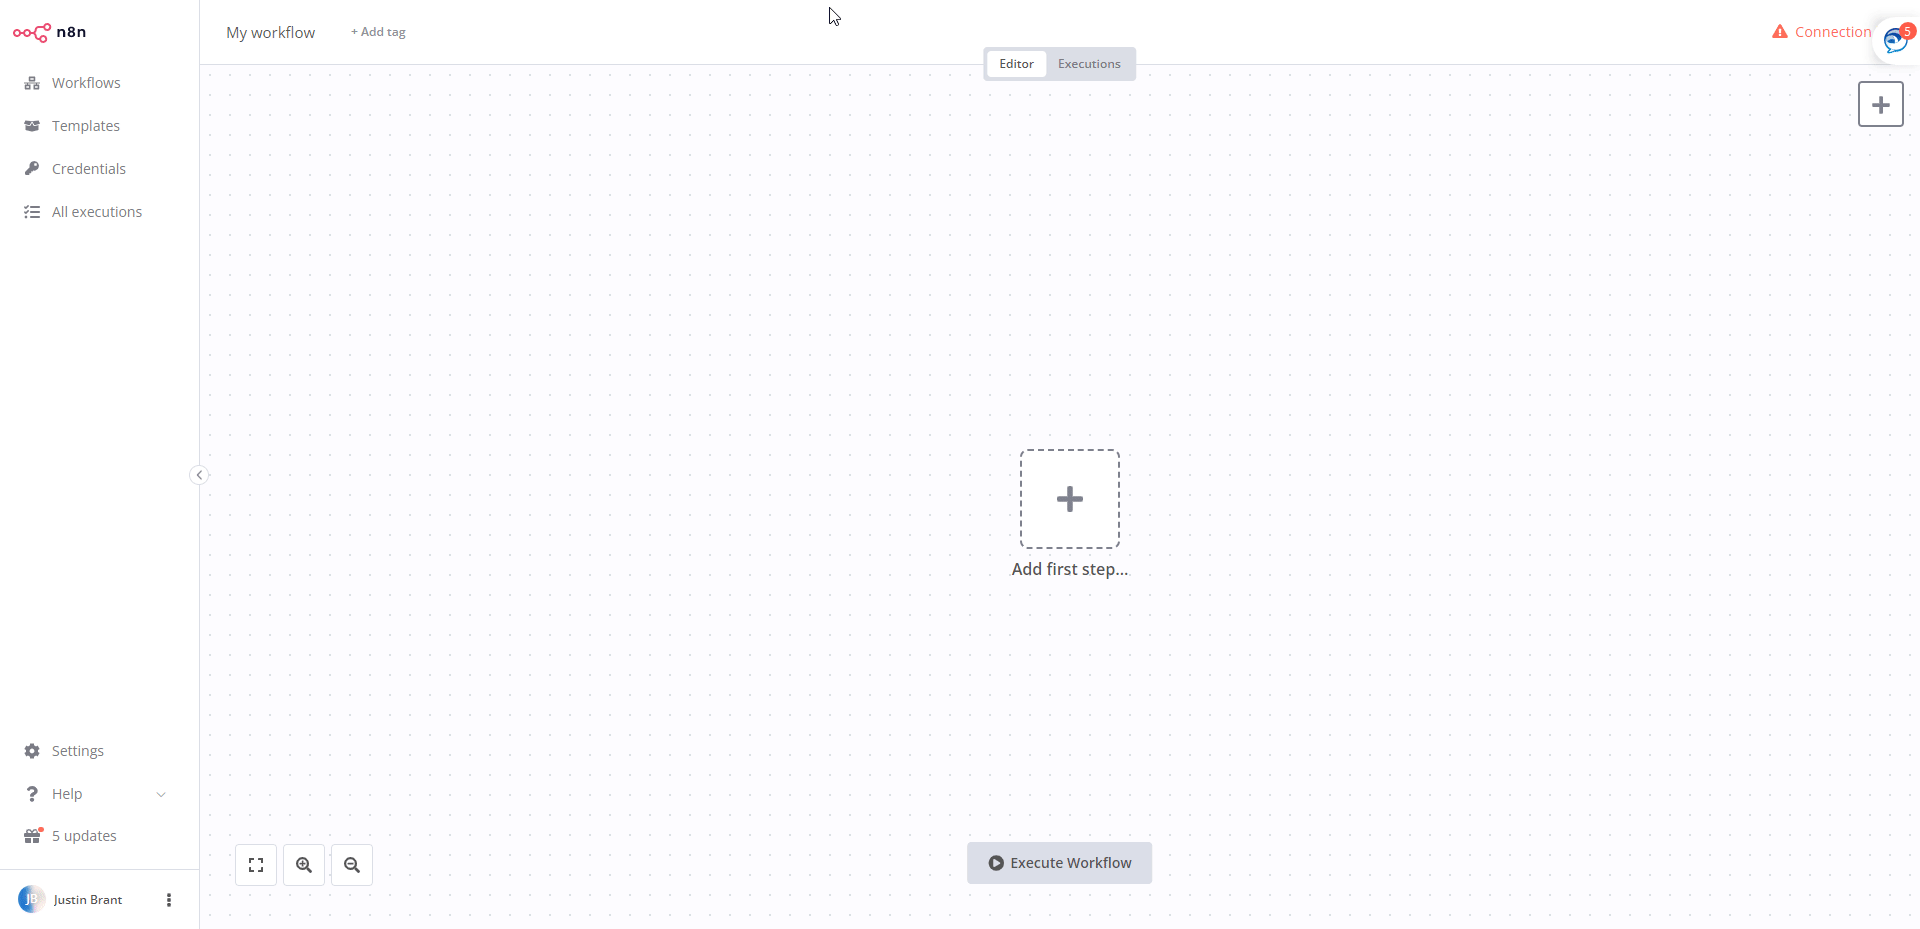 n8n
My workflow
+ Add tag
Connection
5
Editor
Executions
Workflows
Templates
Credentials
All executions
Add first step...
Settings
Help
5 updates
Execute Workflow
JB
Justin Brant